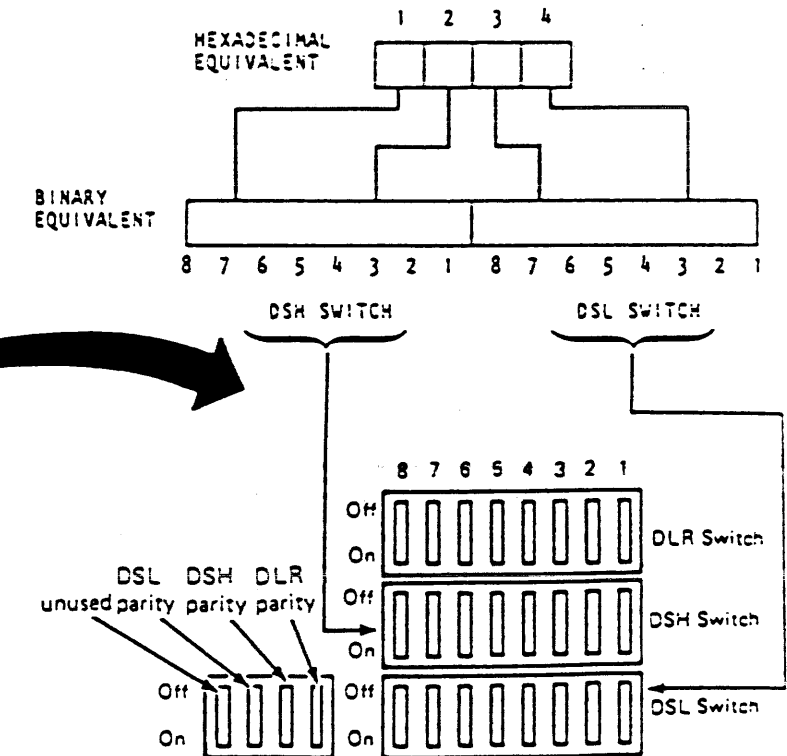 1 2 3 4
HEXADECIMAL
EQUIVALENT
BINARY
EQUIVALENT
8 7 6 5 4 3 2 1 8 7 6 5 4 3 2 1
DSH SWITCH DSL SWITCH
8 7 6 5 4 3 2 1
Off
On
DLR Switch
DSL DSH DLR
unused parity parity parity
Off
On
DSH Switch
Off
On
Off
On
DSL Switch